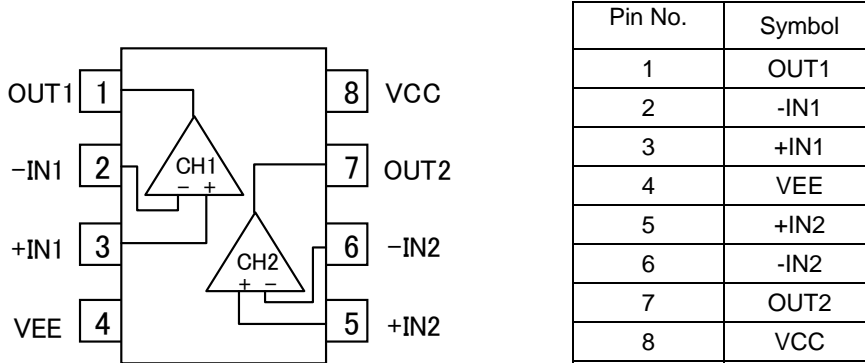 OUT1 1
-IN1 2
+IN1 3
VEE 4
CH1
- +
CH2
+ -
8 VCC
7 OUT2
6 -IN2
5 +IN2
Pin No. Symbol
1 OUT1
2 -IN1
3 +IN1
4 VEE
5 +IN2
6 -IN2
7 OUT2
8 VCC